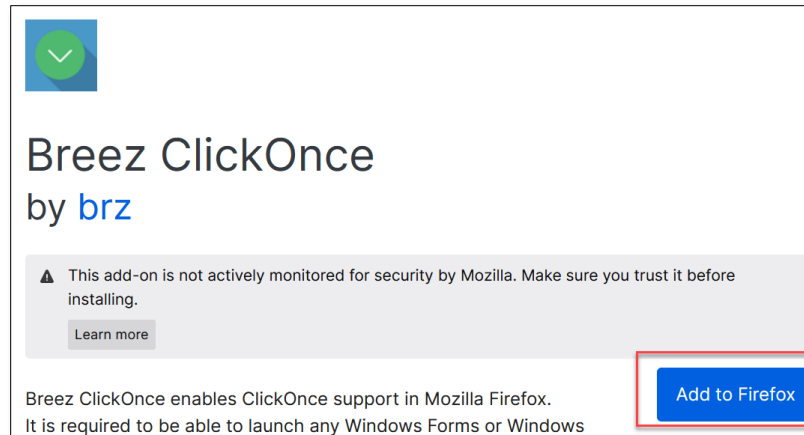 Breez ClickOnce
by brz
This add-on is not actively monitored for security by Mozilla. Make sure you trust it before
installing.
Learn more
Add to Firefox
Breez ClickOnce enables ClickOnce support in Mozilla Firefox.
It is required to be able to launch any Windows Forms or Windows